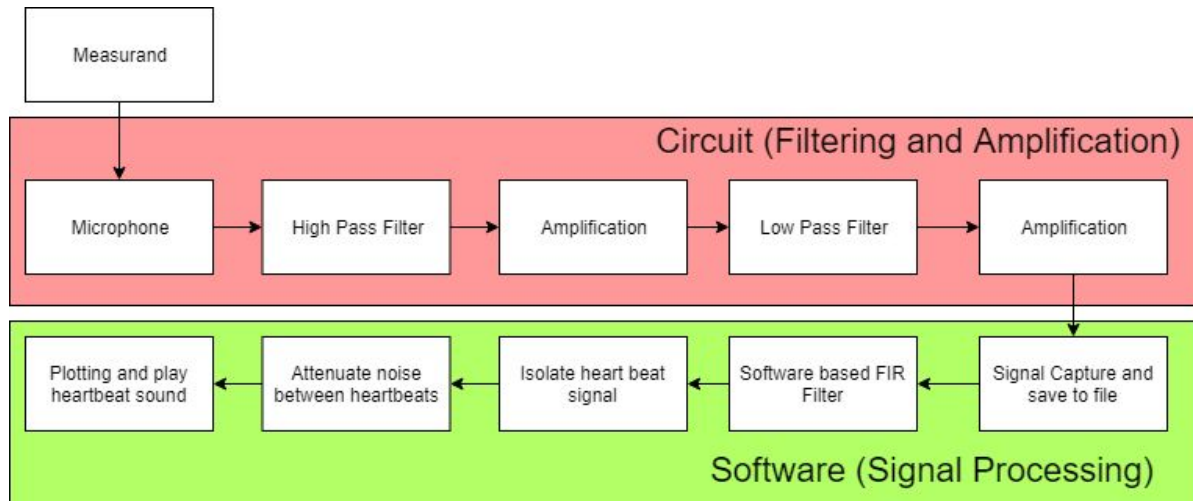 Measurand
Circuit (Filtering and Amplification)
Microphone
High Pass Filter
Amplification
Low Pass Filter
Amplification
Plotting and play
heartbeat sound
Attenuate noise
between heartbeats
Isolate heart beat
signal
Software based FIR
Filter
Signal Capture and
save to file
Software (Signal Processing)